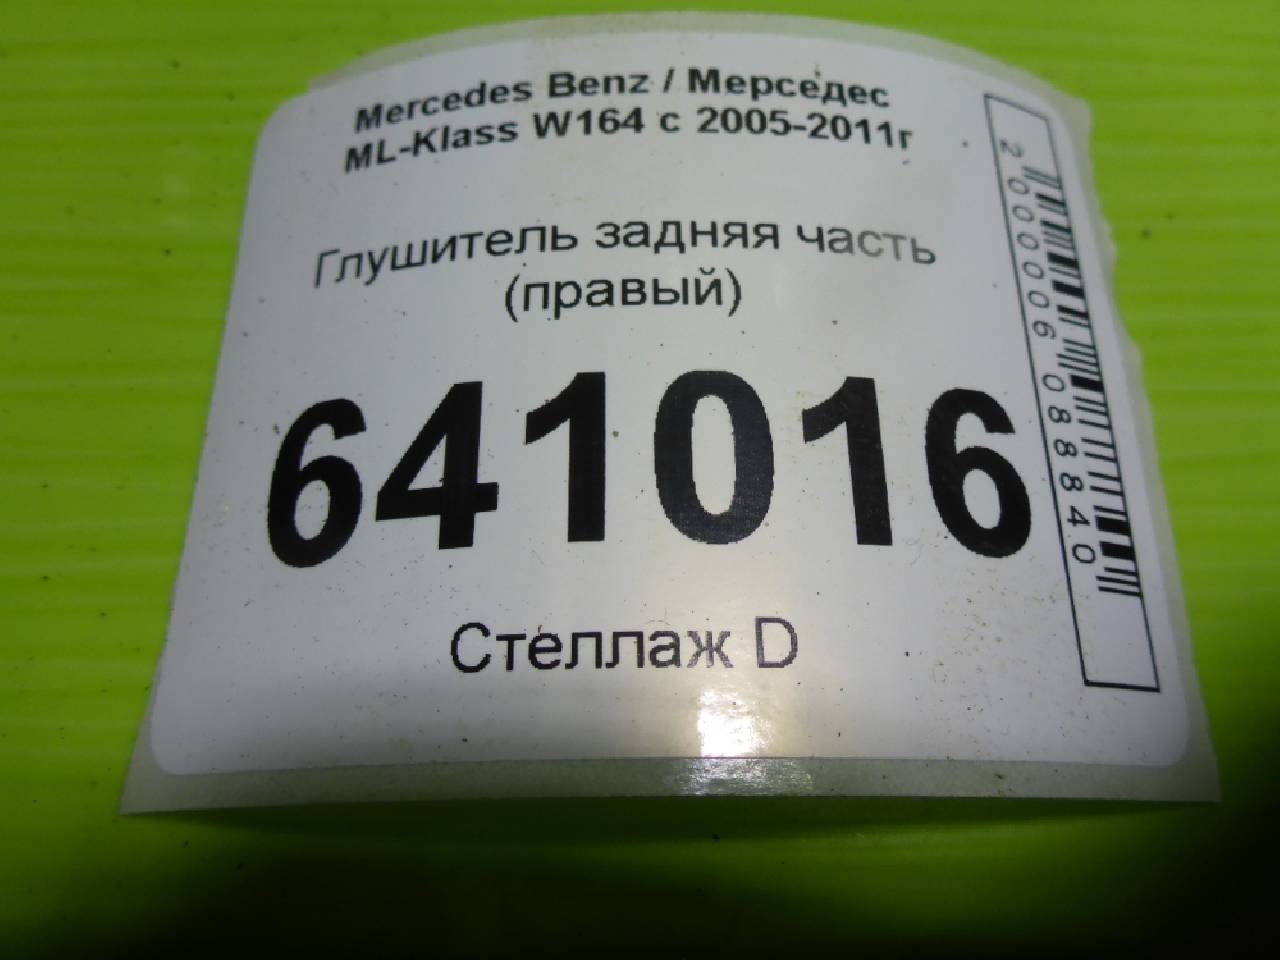 Mercedes Benz / Мерседес
ML-Klass W164 с 2005-2011г
Глушитель задняя часть
(правый)
641016
Стеллаж D
2000006088840